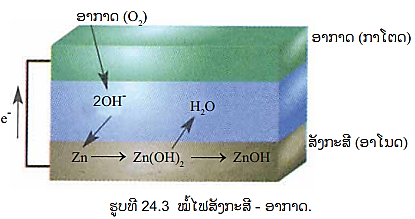 ອາກາດ (O₂)
ອາກາດ (ກາໂຕດ)
2OH⁻
H₂O
e⁻
ສັງກະສີ (ອາໂນດ)
Zn → Zn(OH)₂ → ZnOH
ຮູບທີ 24.3 ໝໍ້ໄຟສັງກະສີ - ອາກາດ.